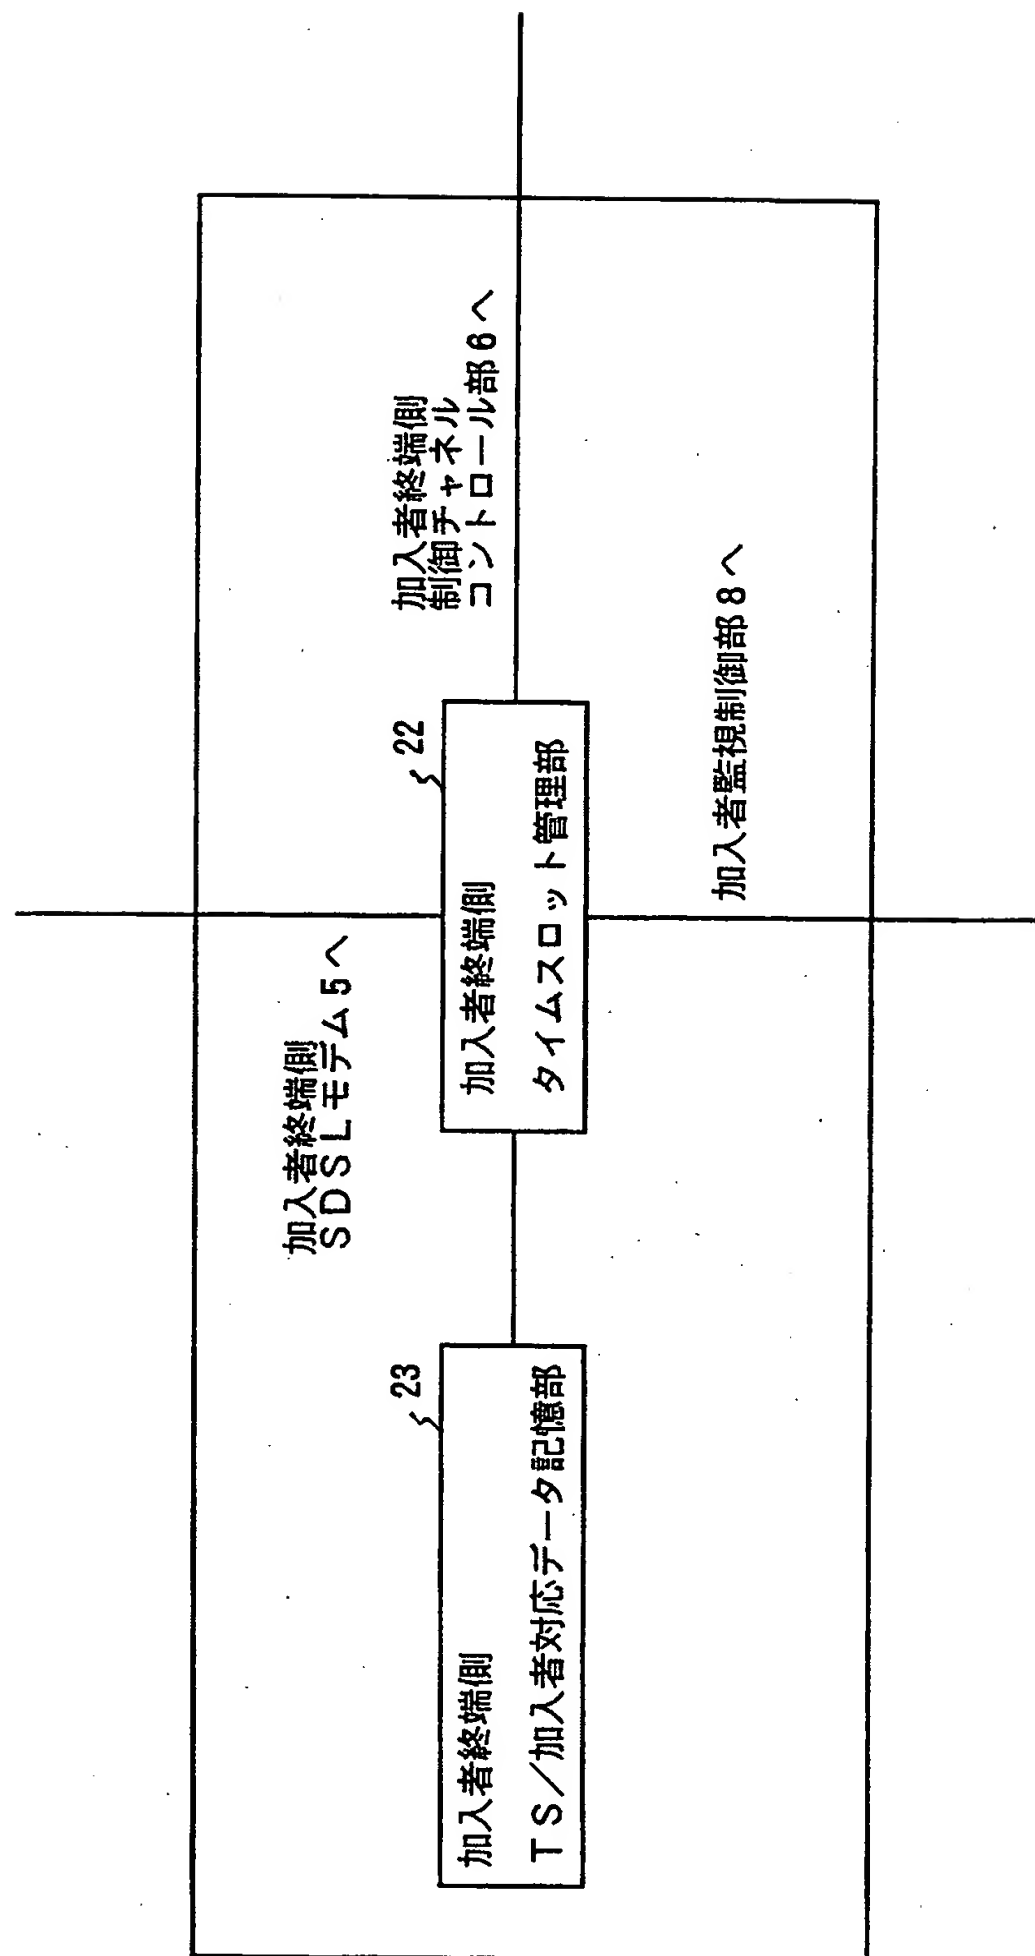 加入者終端側
SDSLモデム5へ
23
加入者終端側
TS/加入者対応データ記憶部
22
加入者終端側
タイムスロット管理部
加入者終端側
制御チャネル
コントロール部6へ
加入者監視制御部8へ